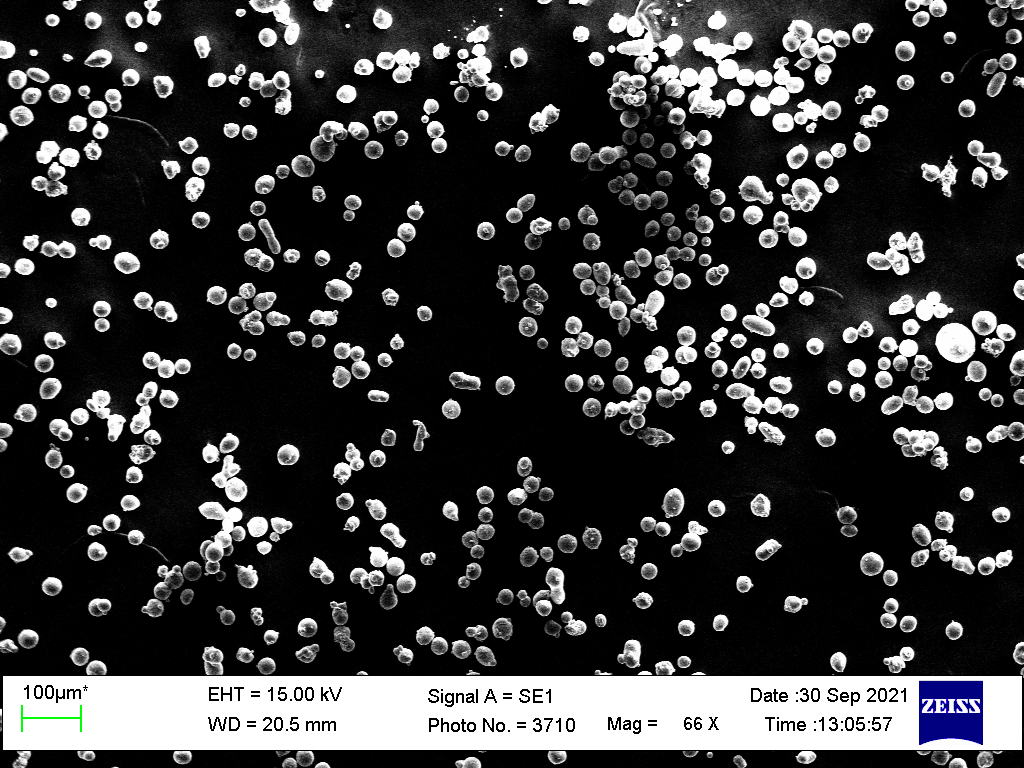 100µm*
EHT = 15.00 kV
WD = 20.5 mm
Signal A = SE1
Photo No. = 3710
Mag = 66 X
Date :30 Sep 2021
Time :13:05:57
ZEISS